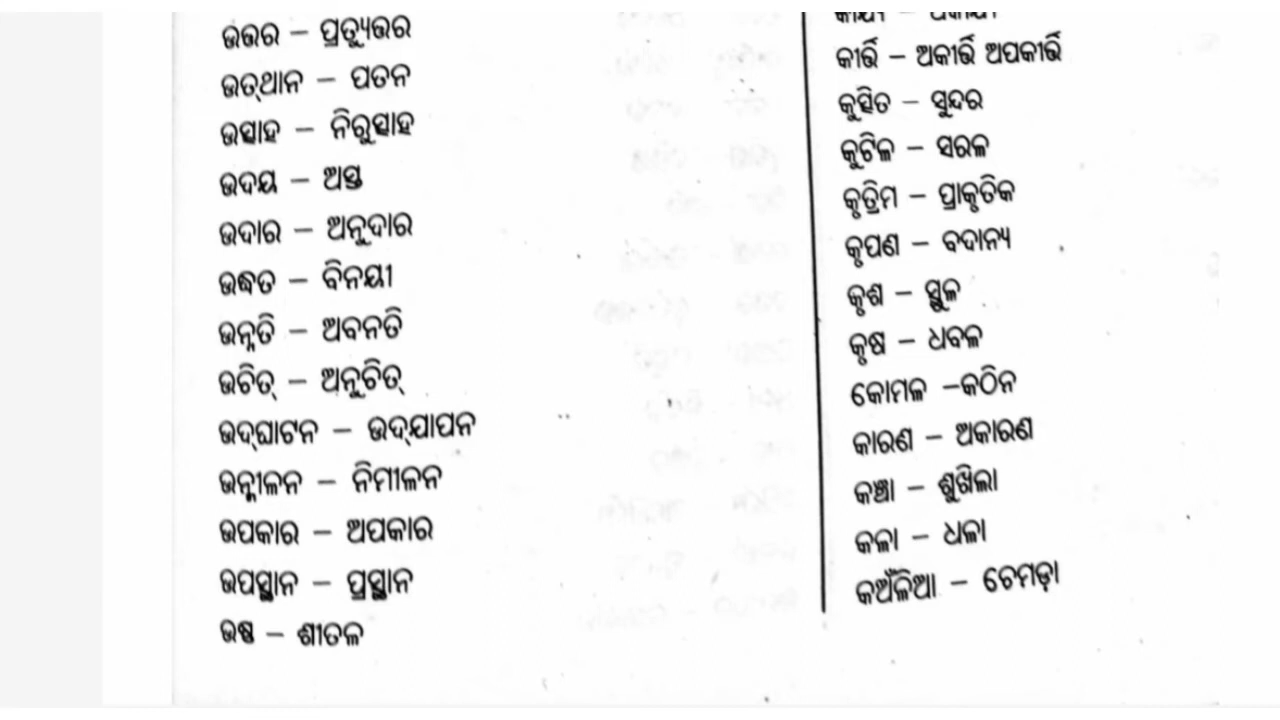 ଉତ୍ତର – ପ୍ରତ୍ୟୁତ୍ତର
ଉତ୍‌ଥାନ – ପତନ
ଉତ୍ସାହ – ନିରୁତ୍ସାହ
ଉଦୟ – ଅସ୍ତ
ଉଦାର – ଅନୁଦାର
ଉଦ୍ଧତ – ବିନୟୀ
ଉନ୍ନତି – ଅବନତି
ଉଚିତ୍ – ଅନୁଚିତ୍
ଉଦ୍‌ଘାଟନ – ଉଦ୍‌ଯାପନ
ଉନ୍ମୀଳନ – ନିମୀଳନ
ଉପକାର – ଅପକାର
ଉପସ୍ଥାନ – ପ୍ରସ୍ଥାନ
ଉଷ୍ଣ – ଶୀତଳ
କୀର୍ତ୍ତି – ଅକୀର୍ତ୍ତି ଅପକୀର୍ତ୍ତି
କୁତ୍ସିତ – ସୁନ୍ଦର
କୁଟିଳ – ସରଳ
କୃତ୍ରିମ – ପ୍ରାକୃତିକ
କୃପଣ – ବଦାନ୍ୟ
କୃଶ – ସ୍ଥୁଳ
କୃଷ – ଧବଳ
କୋମଳ –କଠିନ
କାରଣ – ଅକାରଣ
କଞ୍ଚା – ଶୁଖିଲା
କଳା – ଧଳା
କଅଁଳିଆ – ଚେମଡ଼ା